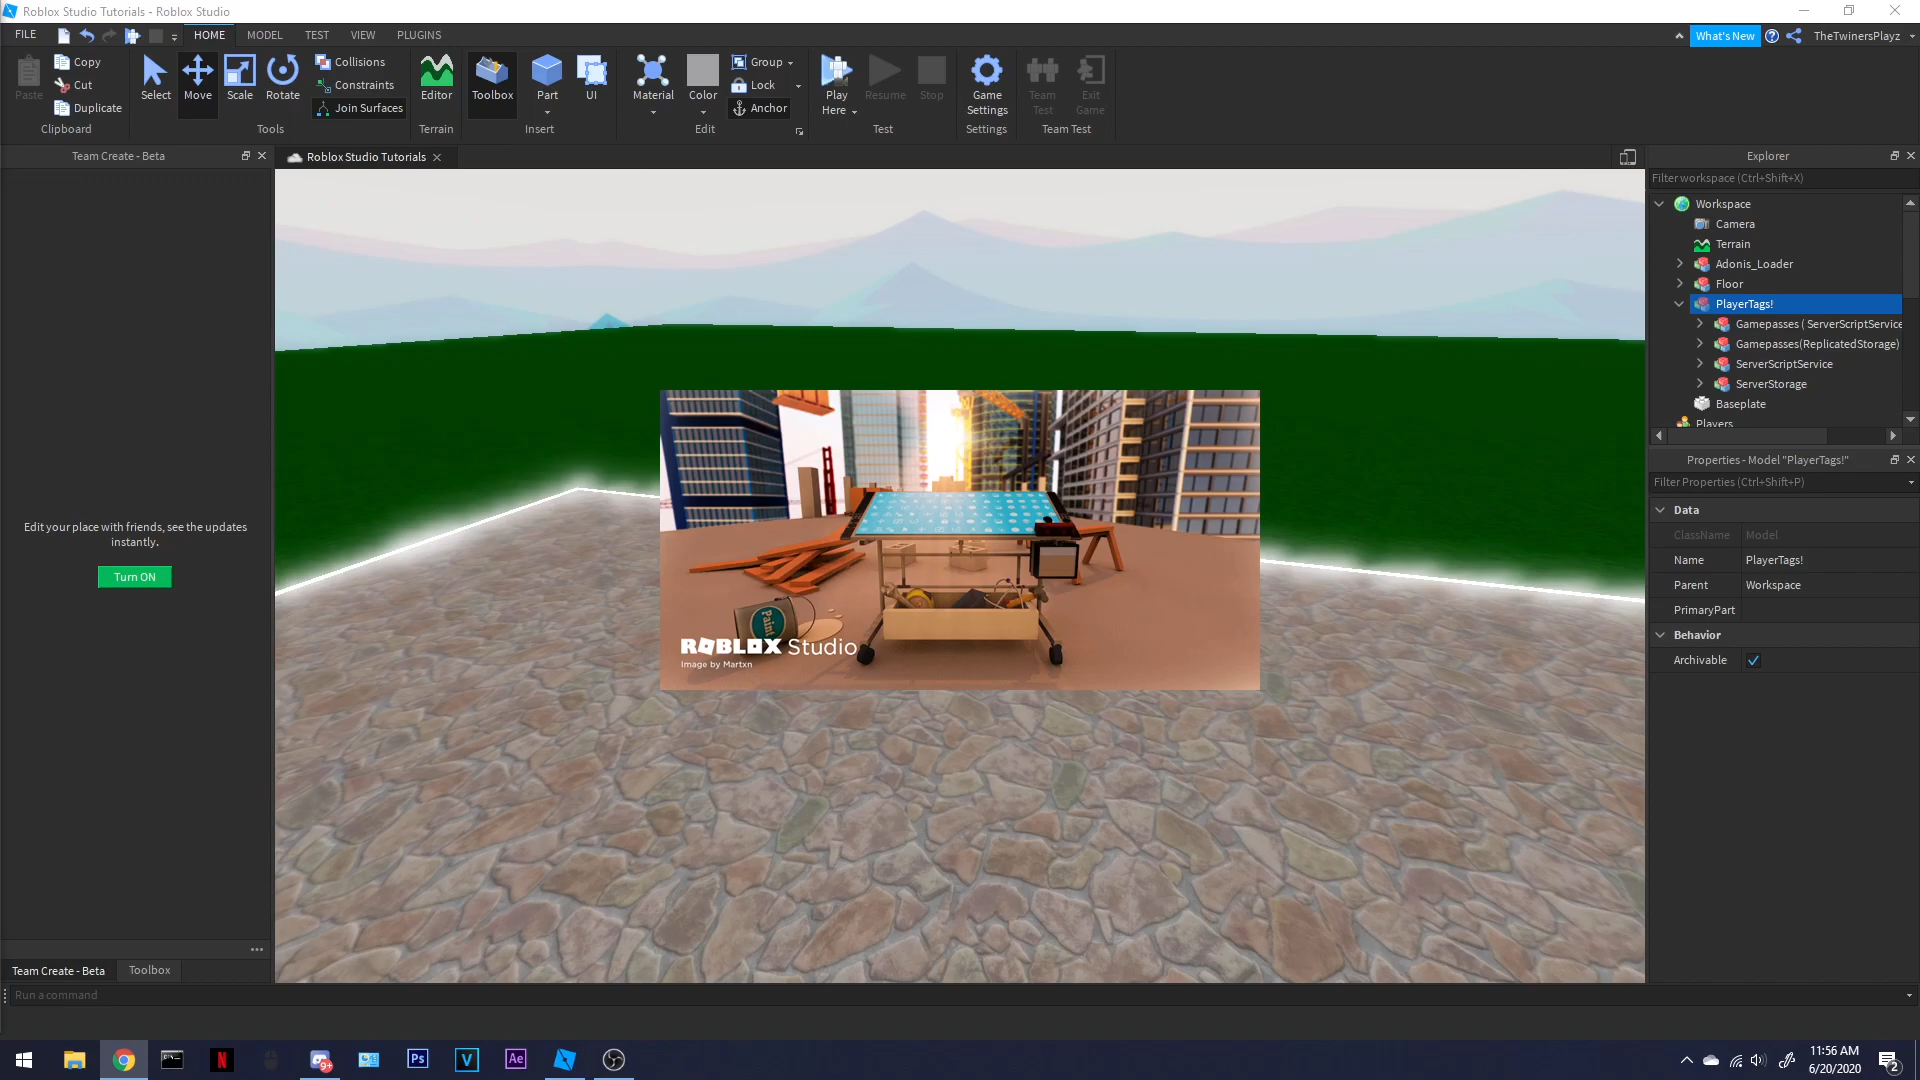 Roblox Studio Tutorials - Roblox Studio
FILE
HOME
MODEL
TEST
VIEW
PLUGINS
What's New
TheTwinersPlayz
Paste
Copy
Cut
Duplicate
Clipboard
Select
Move
Scale
Rotate
Collisions
Constraints
Join Surfaces
Tools
Editor
Terrain
Toolbox
Part
UI
Insert
Material
Color
Group
Lock
Anchor
Edit
Play
Here
Resume
Stop
Test
Game
Settings
Settings
Team
Test
Exit
Game
Team Test
Team Create - Beta
Roblox Studio Tutorials
Explorer
Filter workspace (Ctrl+Shift+X)
Workspace
Camera
Terrain
Adonis_Loader
Floor
PlayerTags!
Gamepasses ( ServerScriptService
Gamepasses(ReplicatedStorage)
ServerScriptService
ServerStorage
Baseplate
Players
Properties - Model "PlayerTags!"
Filter Properties (Ctrl+Shift+P)
Data
ClassName Model
Name PlayerTags!
Parent Workspace
PrimaryPart
Behavior
Archivable
Edit your place with friends, see the updates
instantly.
Turn ON
Paint
ROBLOX Studio
Image by Martxn
Team Create - Beta
Toolbox
Run a command
N
9+
Ps
V
Ae
11:56 AM
6/20/2020
2